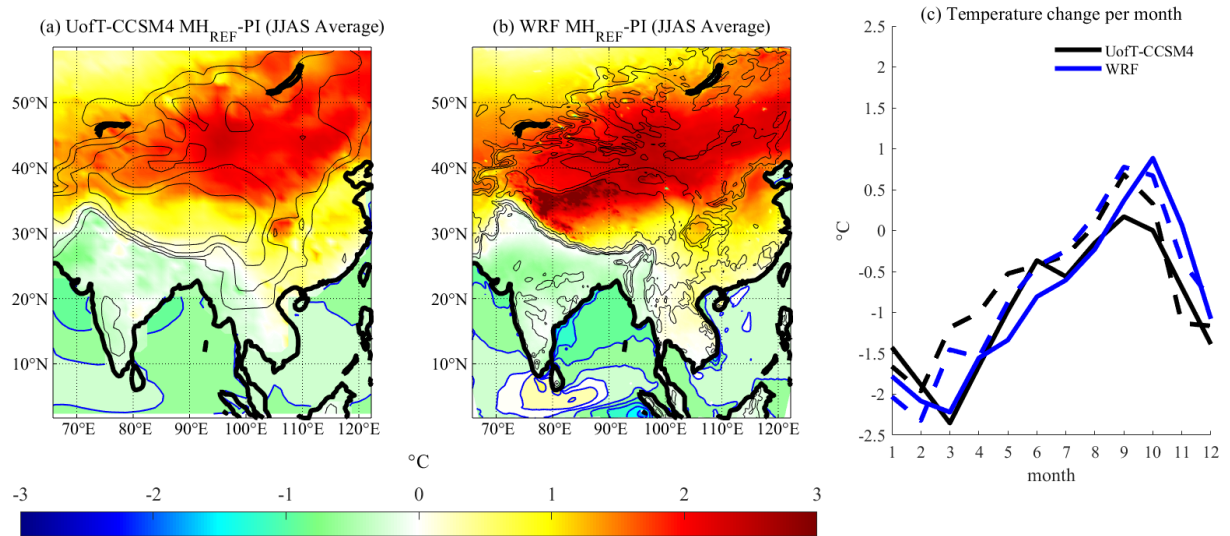 (a) UofT-CCSM4 MH_REF-PI (JJAS Average)
50°N
40°N
30°N
20°N
10°N
70°E 80°E 90°E 100°E 110°E 120°E
(b) WRF MH_REF-PI (JJAS Average)
50°N
40°N
30°N
20°N
10°N
70°E 80°E 90°E 100°E 110°E 120°E
°C
-3 -2 -1 0 1 2 3
(c) Temperature change per month
UofT-CCSM4
WRF
2.5
2
1.5
1
0.5
0
-0.5
-1
-1.5
-2
-2.5
°C
1 2 3 4 5 6 7 8 9 10 11 12
month